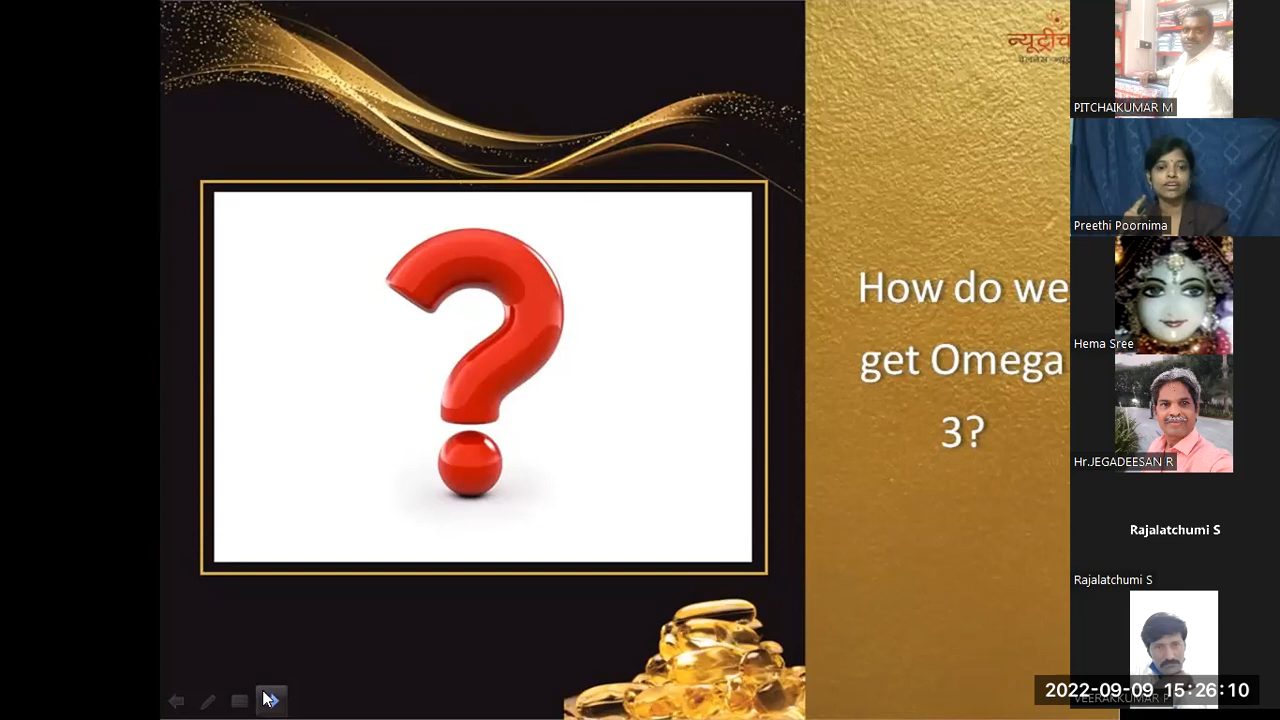 न्यूट्रीच
How do we
get Omega
3?
PITCHAIKUMAR M
Preethi Poornima
Hema Sree
Hr.JEGADEESAN R
Rajalatchumi S
Rajalatchumi S
2022-09-09 15:26:10
VEERAKKUMAR P